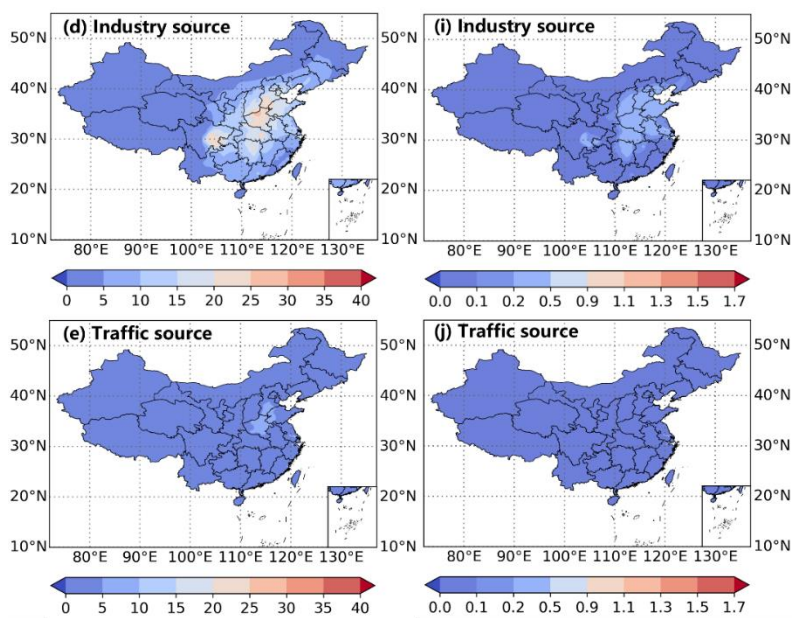 (d) Industry source
50°N
40°N
30°N
20°N
10°N
80°E 90°E 100°E 110°E 120°E 130°E
0 5 10 15 20 25 30 35 40
(i) Industry source
50°N
40°N
30°N
20°N
10°N
80°E 90°E 100°E 110°E 120°E 130°E
0.0 0.1 0.2 0.5 0.9 1.1 1.3 1.5 1.7
(e) Traffic source
50°N
40°N
30°N
20°N
10°N
80°E 90°E 100°E 110°E 120°E 130°E
0 5 10 15 20 25 30 35 40
(j) Traffic source
50°N
40°N
30°N
20°N
10°N
80°E 90°E 100°E 110°E 120°E 130°E
0.0 0.1 0.2 0.5 0.9 1.1 1.3 1.5 1.7